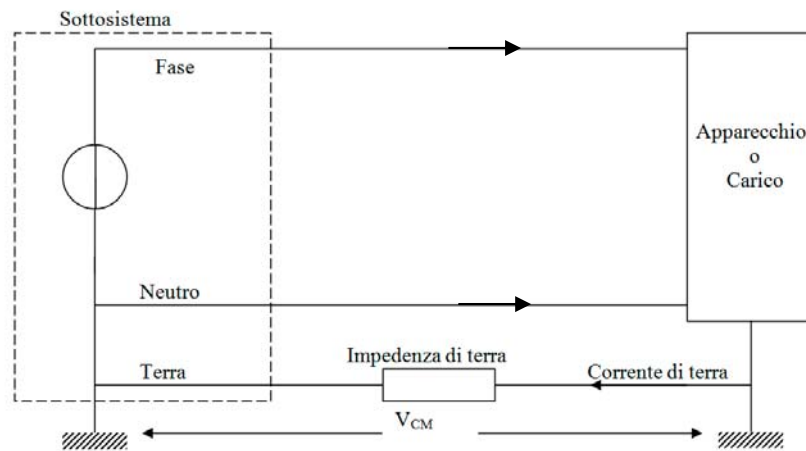 Sottosistema
Fase
Apparecchio
o
Carico
Neutro
Impedenza di terra
Terra
Corrente di terra
VCM